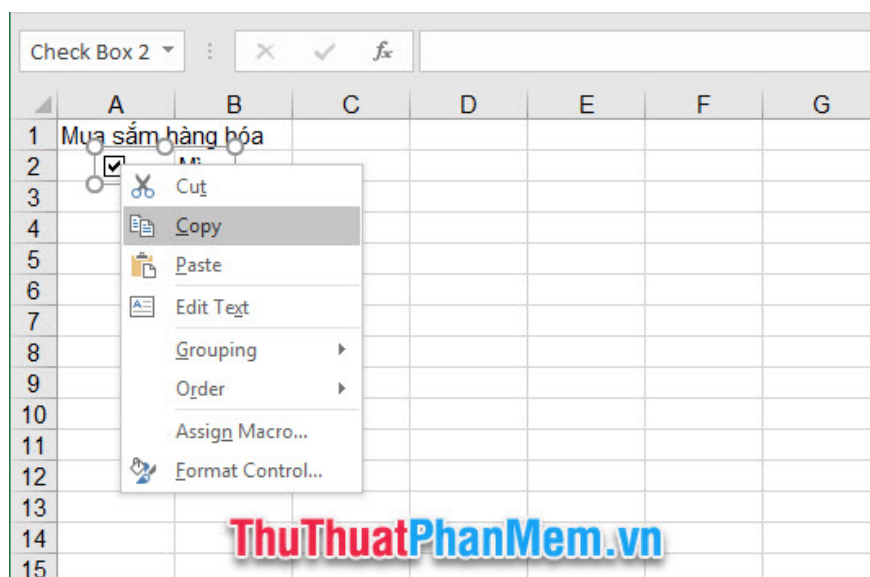 Check Box 2
fx
A B C D E F G
1 Mua sắm hàng hóa
2 Mì
3
Cut
4
Copy
5
Paste
6
Edit Text
7
8
Grouping
9
Order
10
11
Assign Macro...
12
Format Control...
13
14
ThuThuatPhanMem.vn
15